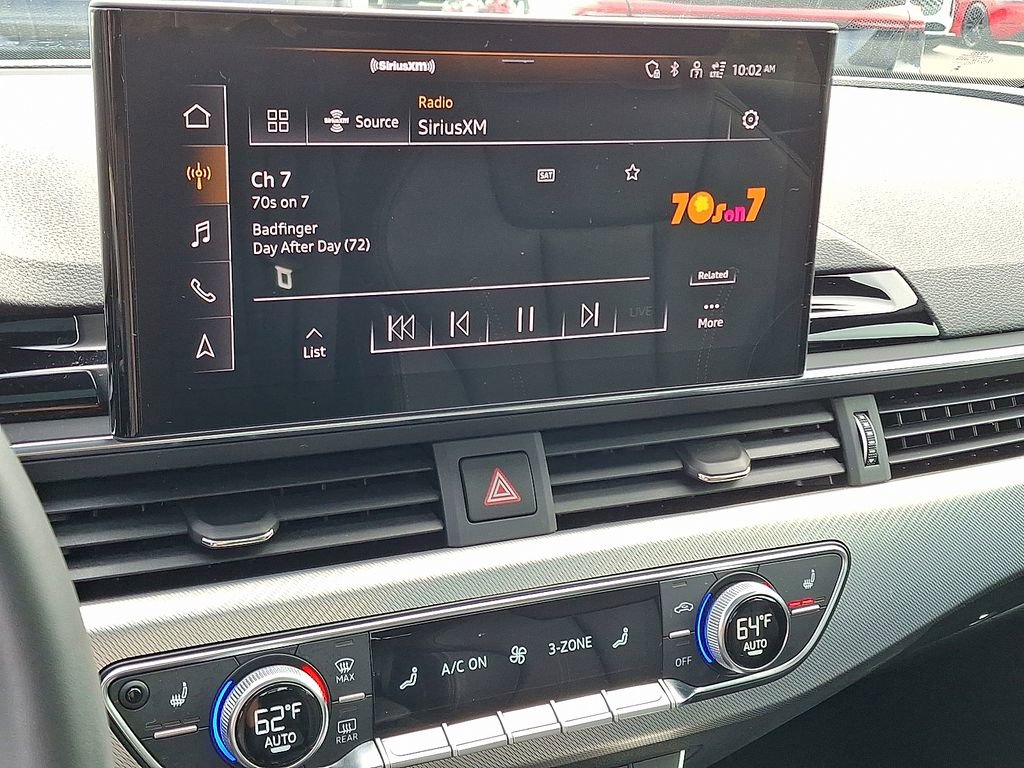 ((SiriusXM))
10:02 AM
SiriusXM
Source
Radio
SiriusXM
Ch 7
70s on 7
SAT
70s on 7
Badfinger
Day After Day (72)
Related
LIVE
List
More
MAX
REAR
62°F
AUTO
A/C ON
3-ZONE
OFF
64°F
AUTO